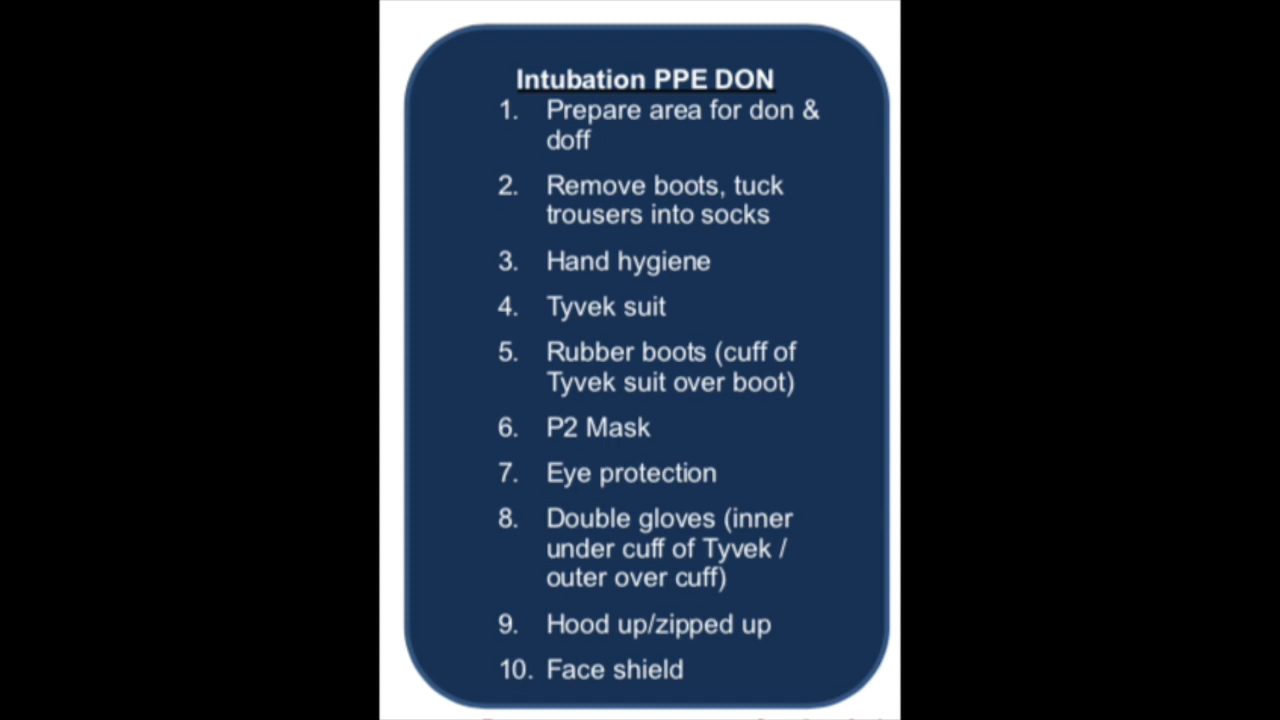 Intubation PPE DON
1. Prepare area for don &
doff
2. Remove boots, tuck
trousers into socks
3. Hand hygiene
4. Tyvek suit
5. Rubber boots (cuff of
Tyvek suit over boot)
6. P2 Mask
7. Eye protection
8. Double gloves (inner
under cuff of Tyvek /
outer over cuff)
9. Hood up/zipped up
10. Face shield